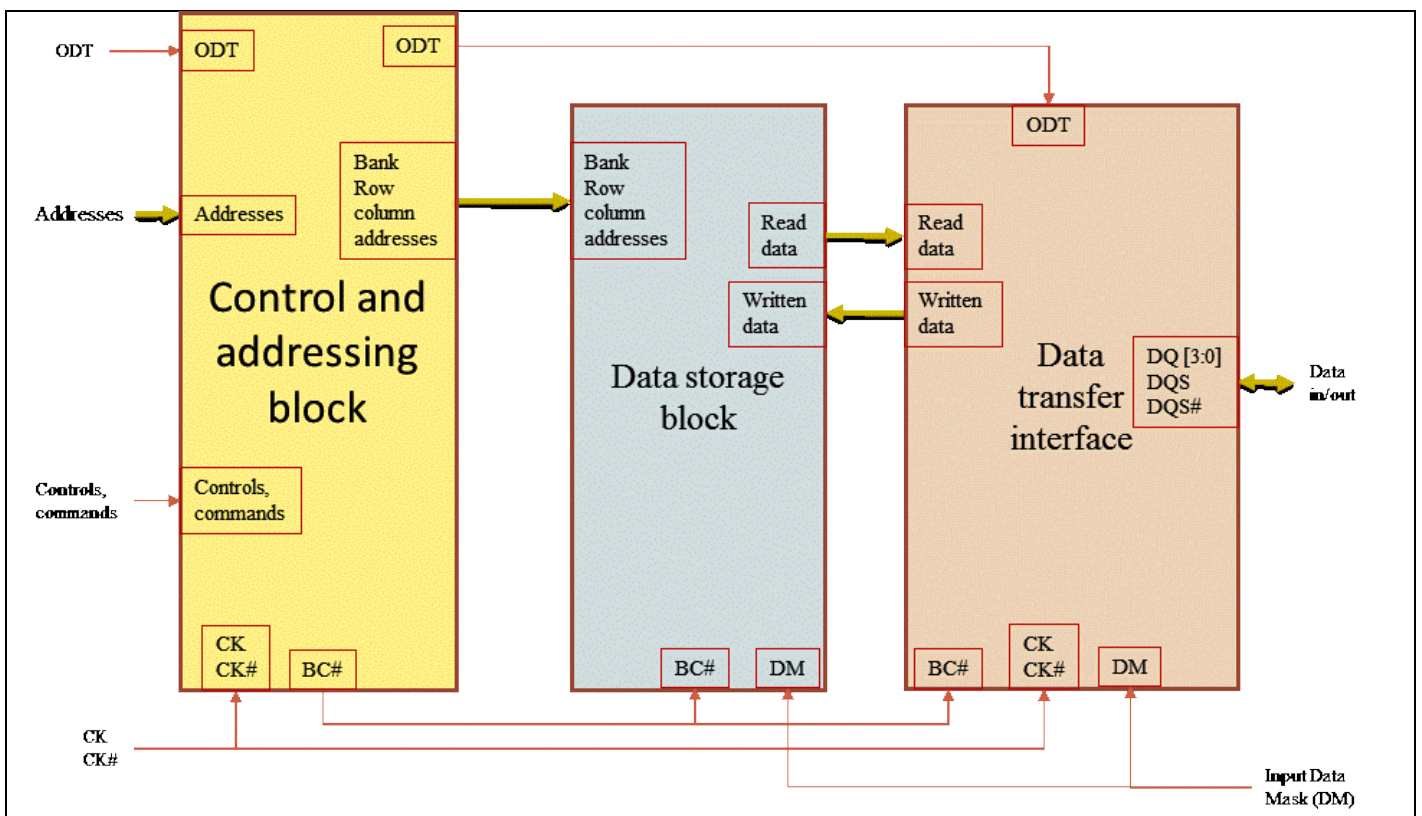 ODT
ODT
ODT
ODT
Addresses
Addresses
Bank
Row
column
addresses
Bank
Row
column
addresses
Read
data
Read
data
Written
data
Written
data
Control and
addressing
block
Data storage
block
Data
transfer
interface
DQ [3:0]
DQS
DQS#
Data
in/out
Controls,
commands
Controls,
commands
CK
CK#
BC#
BC#
DM
BC#
CK
CK#
DM
CK
CK#
Input Data
Mask (DM)